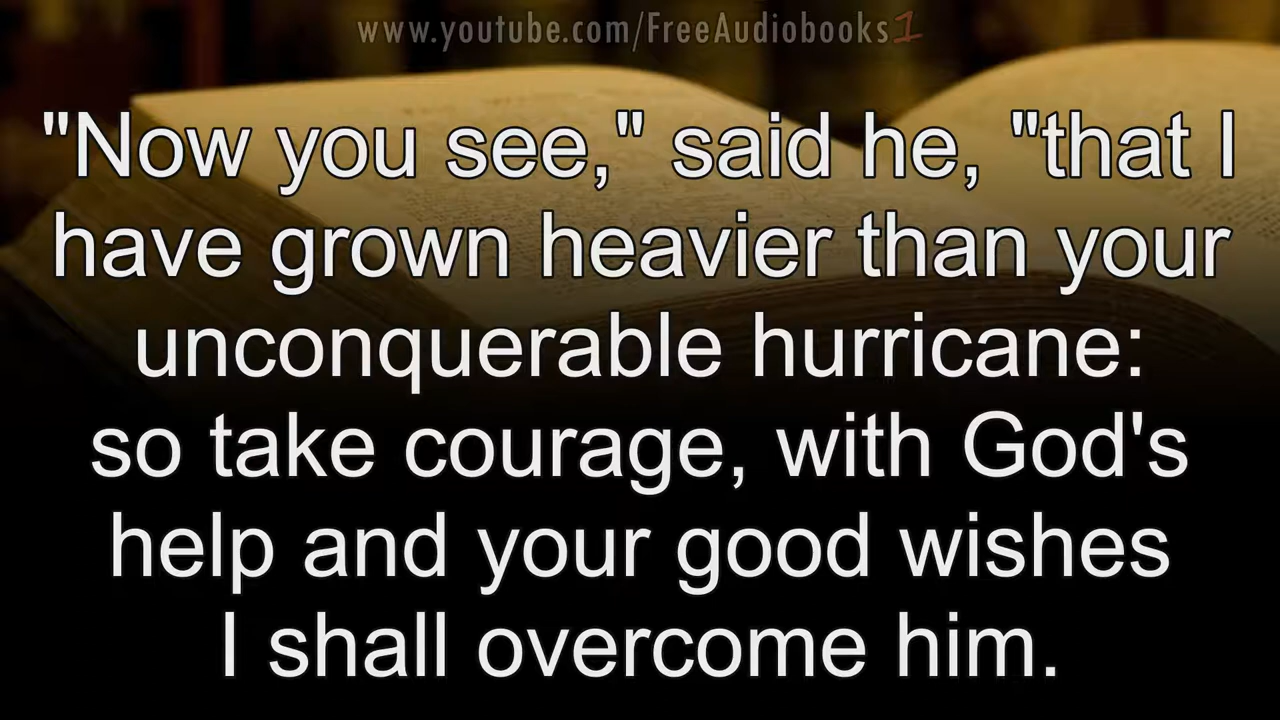 www.youtube.com/FreeAudiobooks1
"Now you see," said he, "that I
have grown heavier than your
unconquerable hurricane:
so take courage, with God's
help and your good wishes
I shall overcome him.